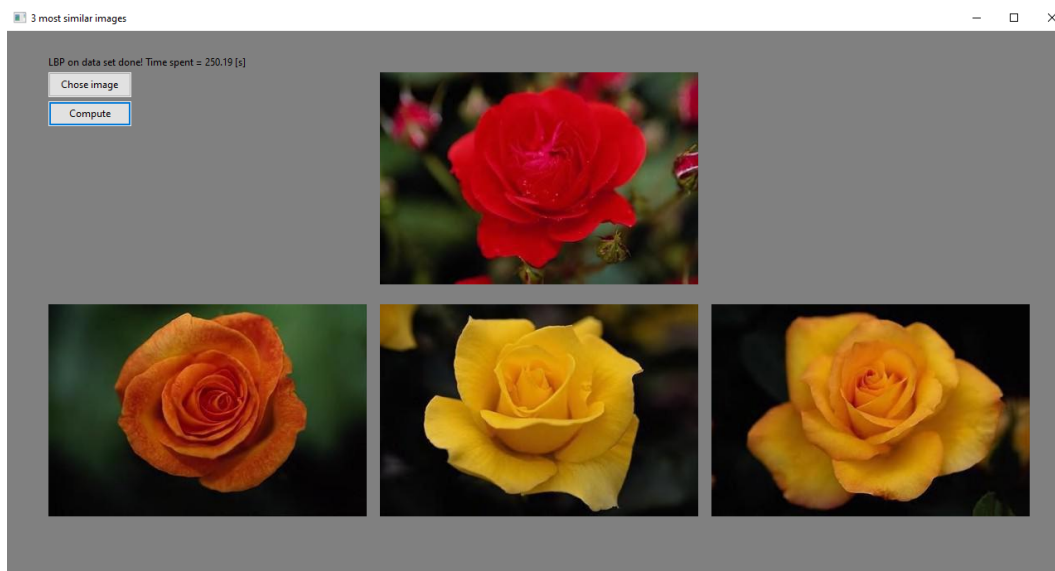 3 most similar images
LBP on data set done! Time spent = 250.19 [s]
Chose image
Compute